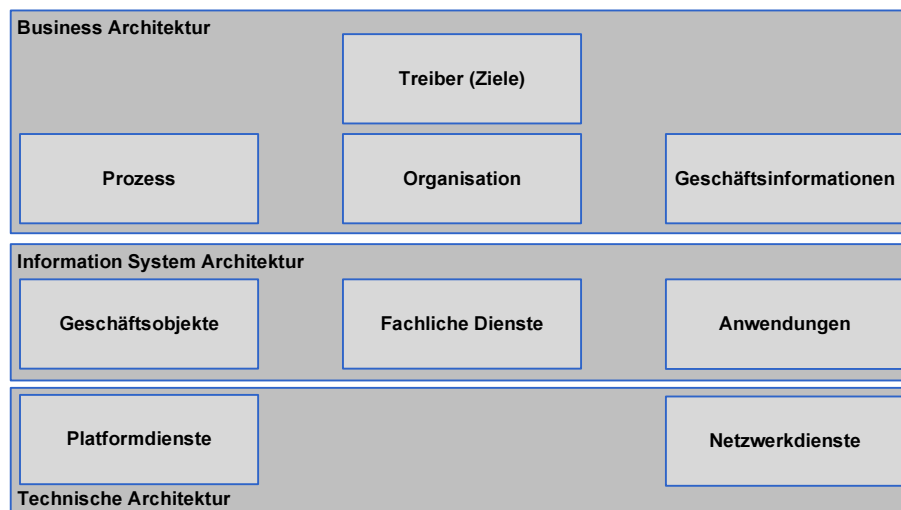 Business Architektur
Treiber (Ziele)
Prozess
Organisation
Geschäftsinformationen
Information System Architektur
Geschäftsobjekte
Fachliche Dienste
Anwendungen
Platformdienste
Netzwerkdienste
Technische Architektur